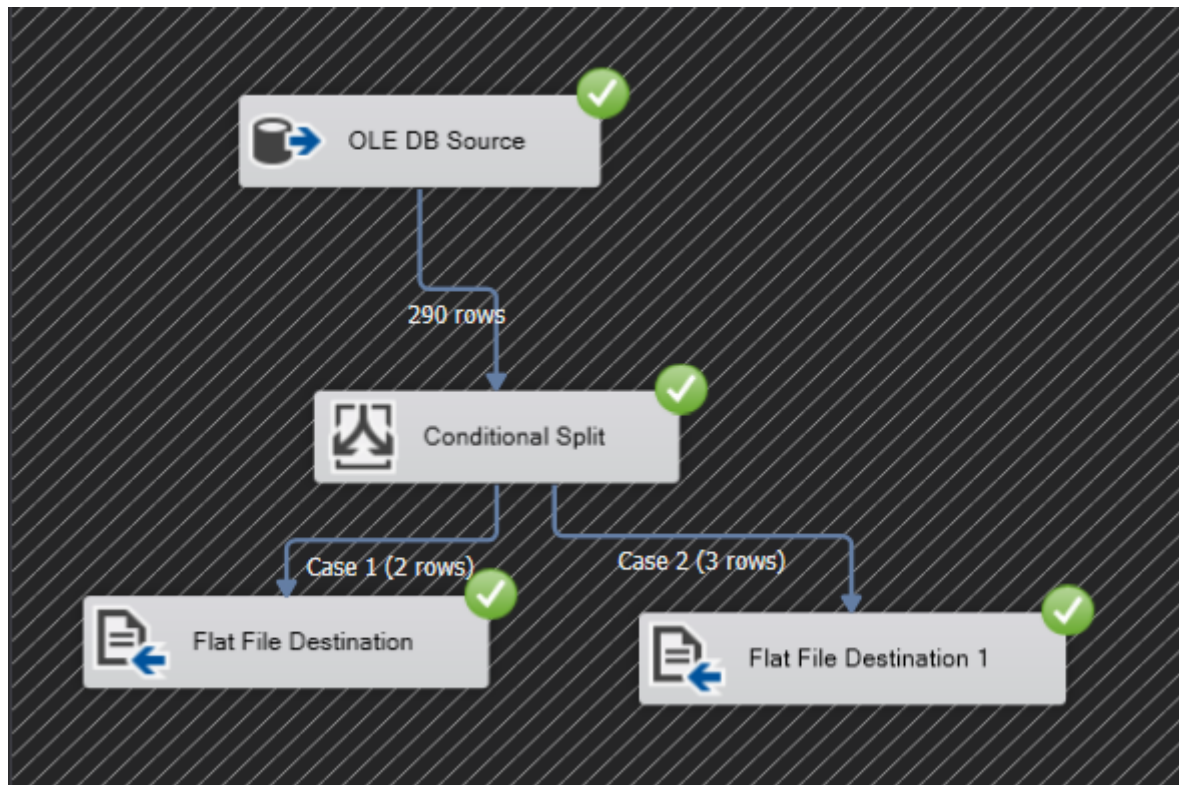 OLE DB Source
290 rows
Conditional Split
Case 1 (2 rows)
Case 2 (3 rows)
Flat File Destination
Flat File Destination 1